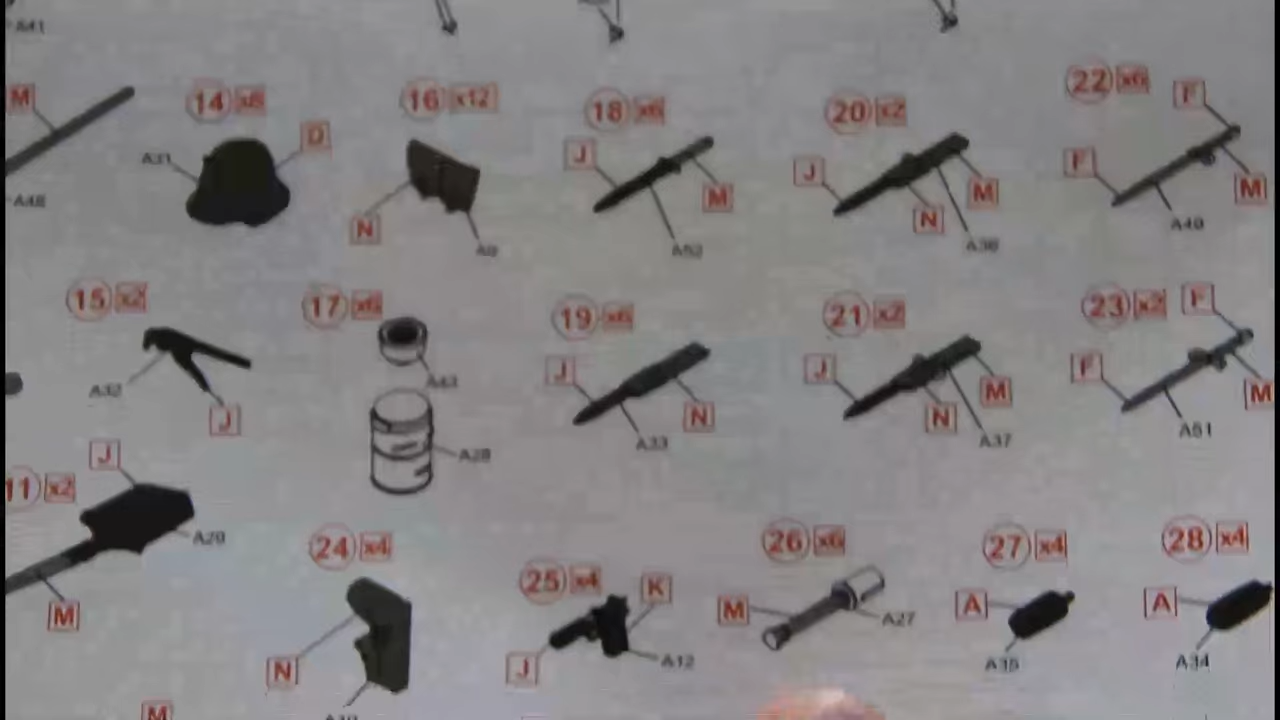 A41
M
A48
14 x8
A31
D
16 x12
N
A9
18 x6
J
M
A52
20 x2
J
N
M
A36
22 x6
F
F
M
A49
15 x2
A32
J
17 x6
A43
A28
19 x6
J
N
A33
21 x2
J
N
M
A37
23 x2
F
F
M
A51
11 x2
J
A29
M
24 x4
N
25 x4
K
J
A12
26 x6
M
A27
27 x4
A
A35
28 x4
A
A34
M